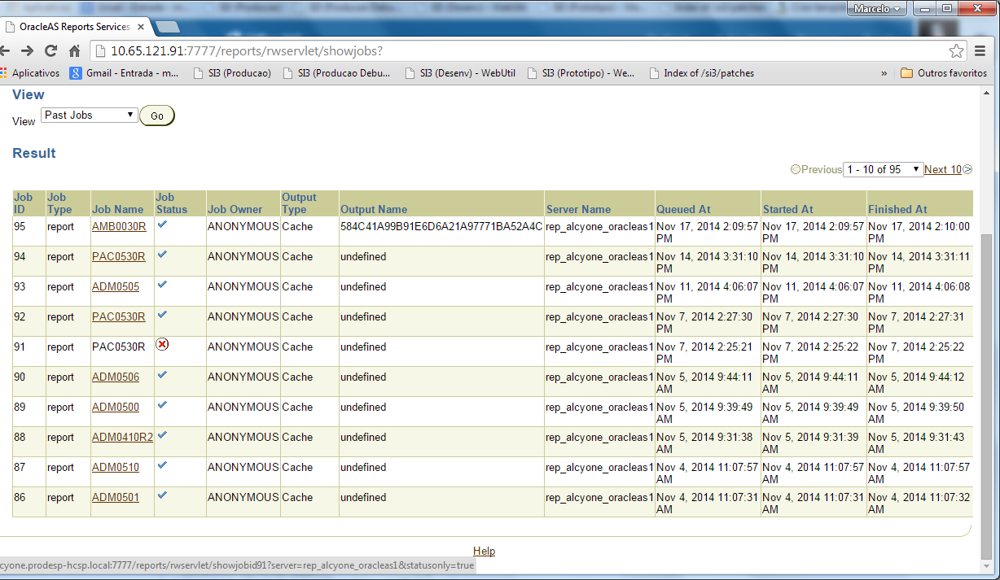 Marcelo
OracleAS Reports Services
10.65.121.91:7777/reports/rwservlet/showjobs?
Aplicativos Gmail - Entrada - m... SI3 (Producao) SI3 (Producao Debu... SI3 (Desenv) - WebUtil SI3 (Prototipo) - We... Index of /si3/patches » Outros favoritos
View
View Past Jobs Go
Result
Previous 1 - 10 of 95 Next 10
Job ID Job Type Job Name Job Status Job Owner Output Type Output Name Server Name Queued At Started At Finished At
95 report AMB0030R ANONYMOUS Cache 584C41A99B91E6D6A21A97771BA52A4C rep_alcyone_oracleas1 Nov 17, 2014 2:09:57 PM Nov 17, 2014 2:09:57 PM Nov 17, 2014 2:10:00 PM
94 report PAC0530R ANONYMOUS Cache undefined rep_alcyone_oracleas1 Nov 14, 2014 3:31:10 PM Nov 14, 2014 3:31:10 PM Nov 14, 2014 3:31:11 PM
93 report ADM0505 ANONYMOUS Cache undefined rep_alcyone_oracleas1 Nov 11, 2014 4:06:07 PM Nov 11, 2014 4:06:07 PM Nov 11, 2014 4:06:08 PM
92 report PAC0530R ANONYMOUS Cache undefined rep_alcyone_oracleas1 Nov 7, 2014 2:27:30 PM Nov 7, 2014 2:27:30 PM Nov 7, 2014 2:27:31 PM
91 report PAC0530R ANONYMOUS Cache undefined rep_alcyone_oracleas1 Nov 7, 2014 2:25:21 PM Nov 7, 2014 2:25:22 PM Nov 7, 2014 2:25:22 PM
90 report ADM0506 ANONYMOUS Cache undefined rep_alcyone_oracleas1 Nov 5, 2014 9:44:11 AM Nov 5, 2014 9:44:11 AM Nov 5, 2014 9:44:12 AM
89 report ADM0500 ANONYMOUS Cache undefined rep_alcyone_oracleas1 Nov 5, 2014 9:39:49 AM Nov 5, 2014 9:39:49 AM Nov 5, 2014 9:39:50 AM
88 report ADM0410R2 ANONYMOUS Cache undefined rep_alcyone_oracleas1 Nov 5, 2014 9:31:38 AM Nov 5, 2014 9:31:39 AM Nov 5, 2014 9:31:43 AM
87 report ADM0510 ANONYMOUS Cache undefined rep_alcyone_oracleas1 Nov 4, 2014 11:07:57 AM Nov 4, 2014 11:07:57 AM Nov 4, 2014 11:07:57 AM
86 report ADM0501 ANONYMOUS Cache undefined rep_alcyone_oracleas1 Nov 4, 2014 11:07:31 AM Nov 4, 2014 11:07:31 AM Nov 4, 2014 11:07:32 AM
Help
cyone.prodesp-hcsp.local:7777/reports/rwservlet/showjobid91?server=rep_alcyone_oracleas1&statusonly=true